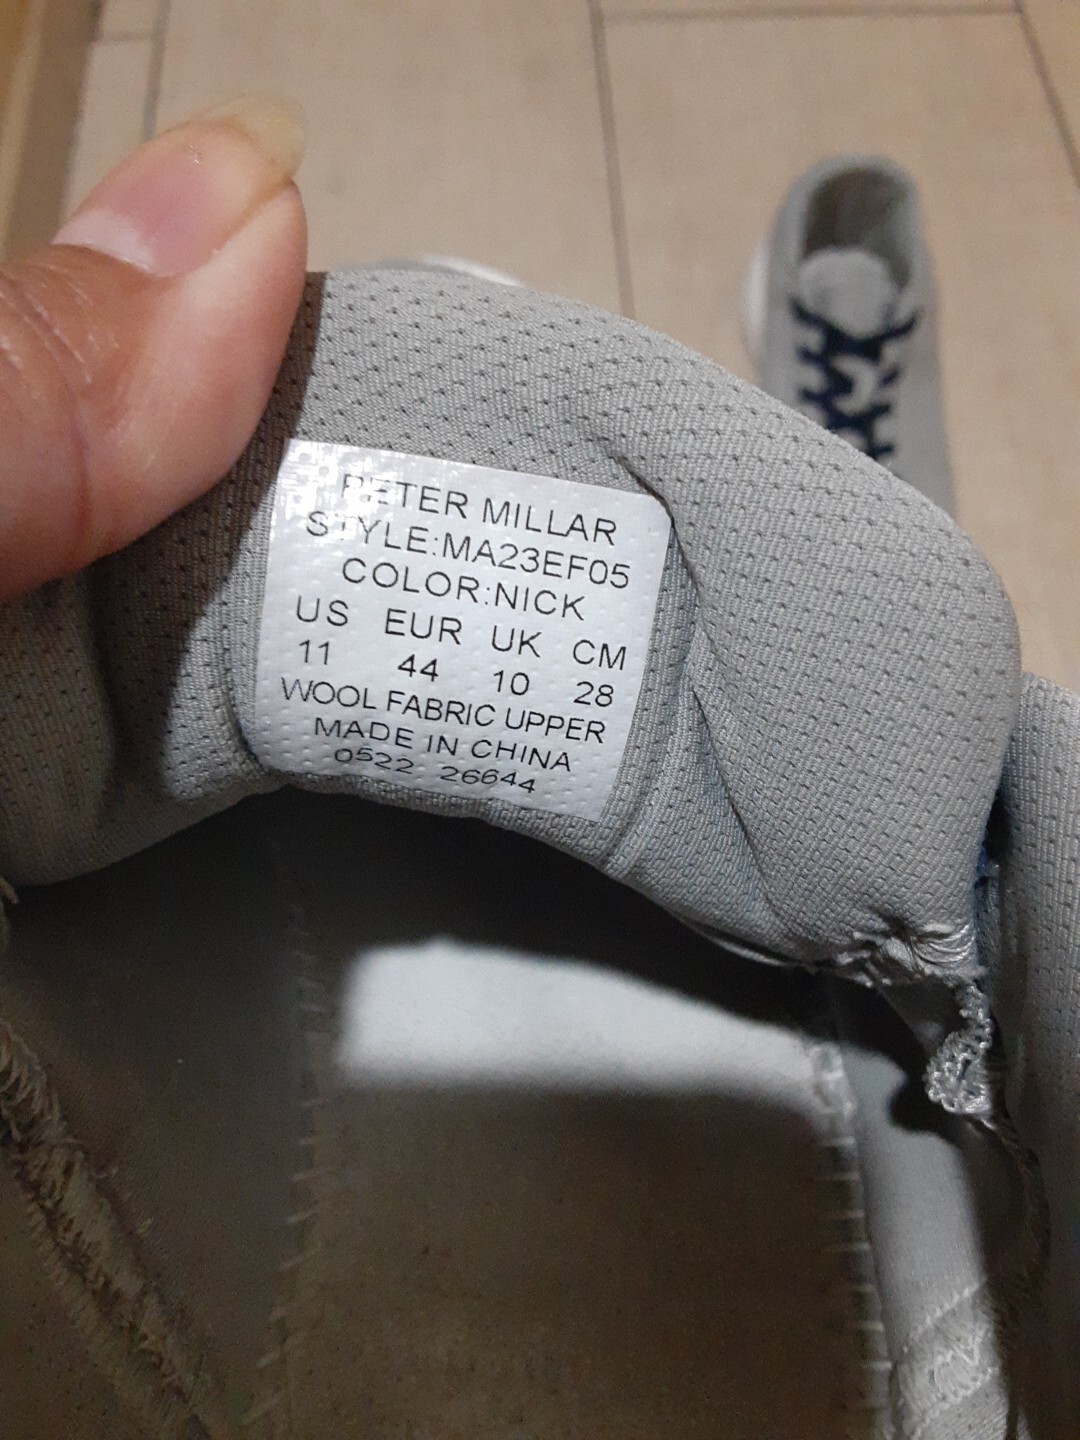 PETER MILLAR
STYLE:MA23EF05
COLOR:NICK
US EUR UK CM
11 44 10 28
WOOL FABRIC UPPER
MADE IN CHINA
0522 26644